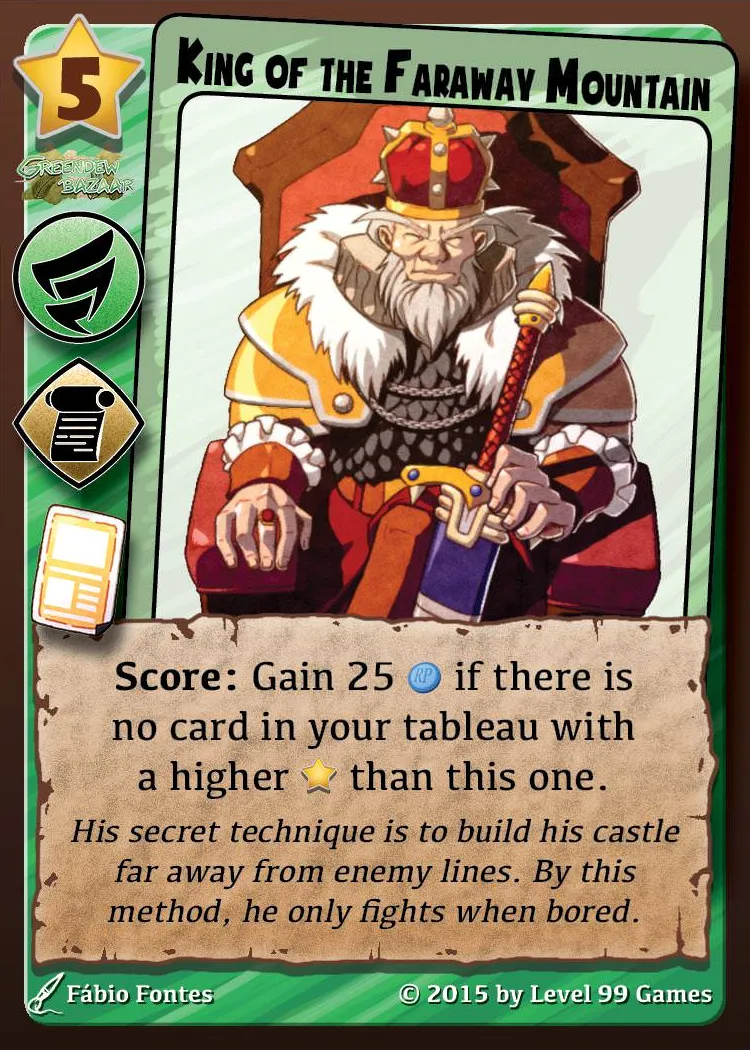 5
King of the Faraway Mountain
Greendew
Bazaar
Score: Gain 25 RP if there is
no card in your tableau with
a higher than this one.
His secret technique is to build his castle
far away from enemy lines. By this
method, he only fights when bored.
Fábio Fontes
© 2015 by Level 99 Games